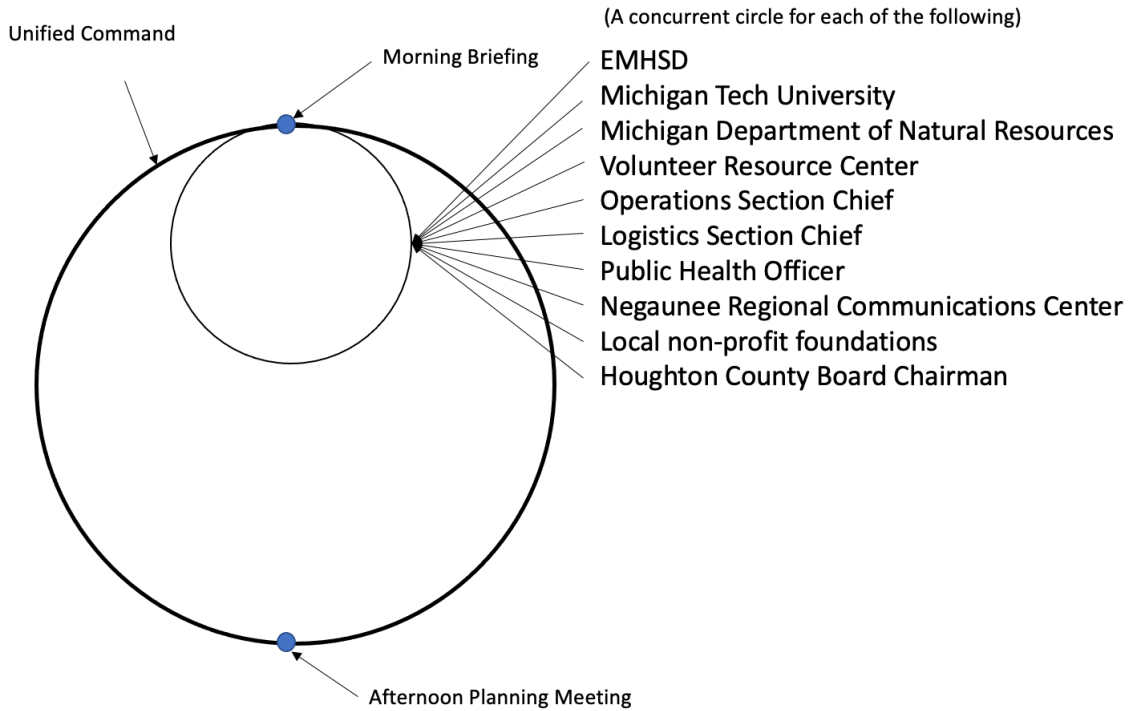 (A concurrent circle for each of the following)
Unified Command
Morning Briefing
EMHSD
Michigan Tech University
Michigan Department of Natural Resources
Volunteer Resource Center
Operations Section Chief
Logistics Section Chief
Public Health Officer
Negaunee Regional Communications Center
Local non-profit foundations
Houghton County Board Chairman
Afternoon Planning Meeting